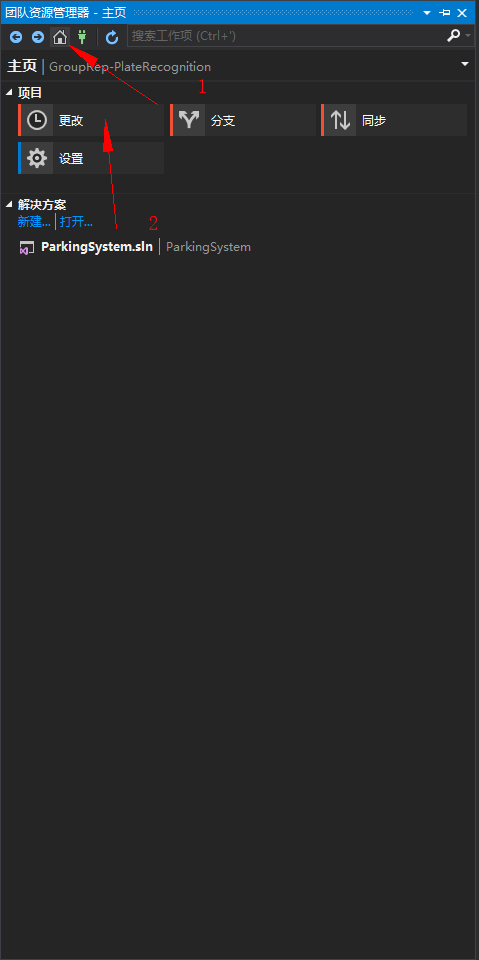 团队资源管理器 - 主页
搜索工作项 (Ctrl+')
主页 | GroupRep-PlateRecognition
1
项目
更改
分支
同步
设置
解决方案
新建... | 打开...
2
ParkingSystem.sln | ParkingSystem